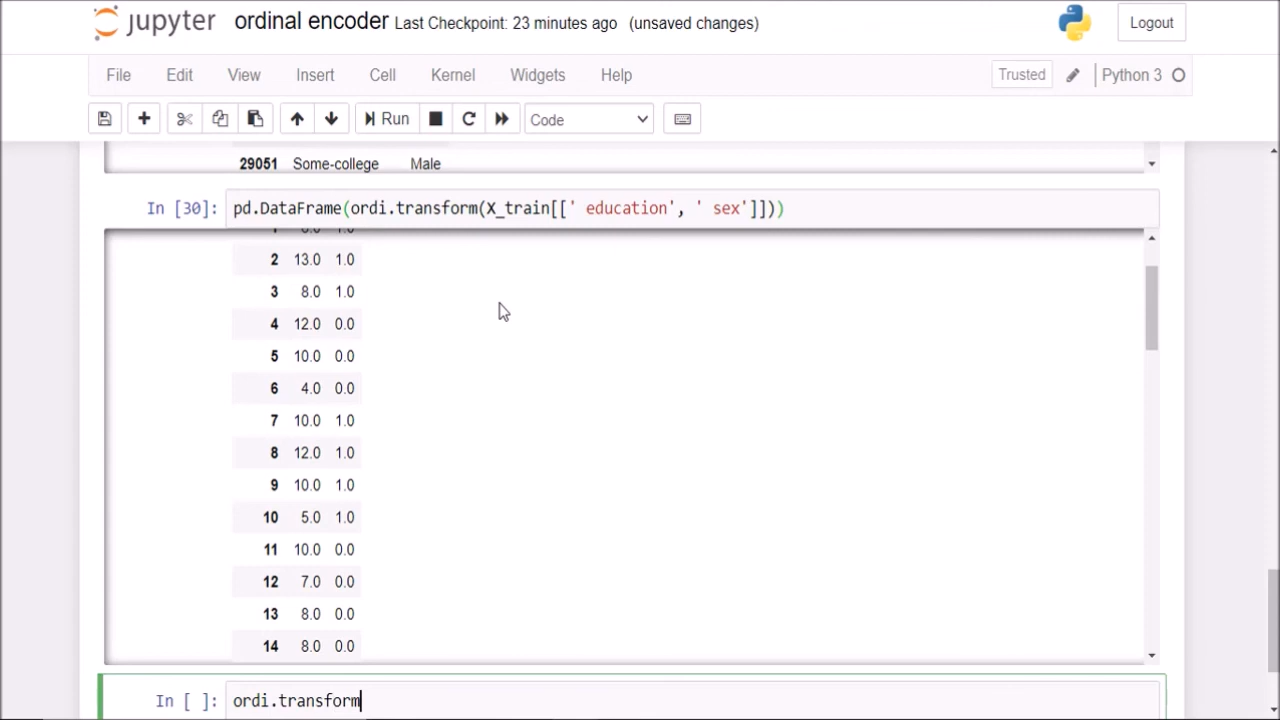 jupyter ordinal encoder Last Checkpoint: 23 minutes ago (unsaved changes) Logout
File Edit View Insert Cell Kernel Widgets Help Trusted Python 3
Run Code
29051 Some-college Male
In [30]: pd.DataFrame(ordi.transform(X_train[[' education', ' sex']]))
2 13.0 1.0
3 8.0 1.0
4 12.0 0.0
5 10.0 0.0
6 4.0 0.0
7 10.0 1.0
8 12.0 1.0
9 10.0 1.0
10 5.0 1.0
11 10.0 0.0
12 7.0 0.0
13 8.0 0.0
14 8.0 0.0
In [ ]: ordi.transform